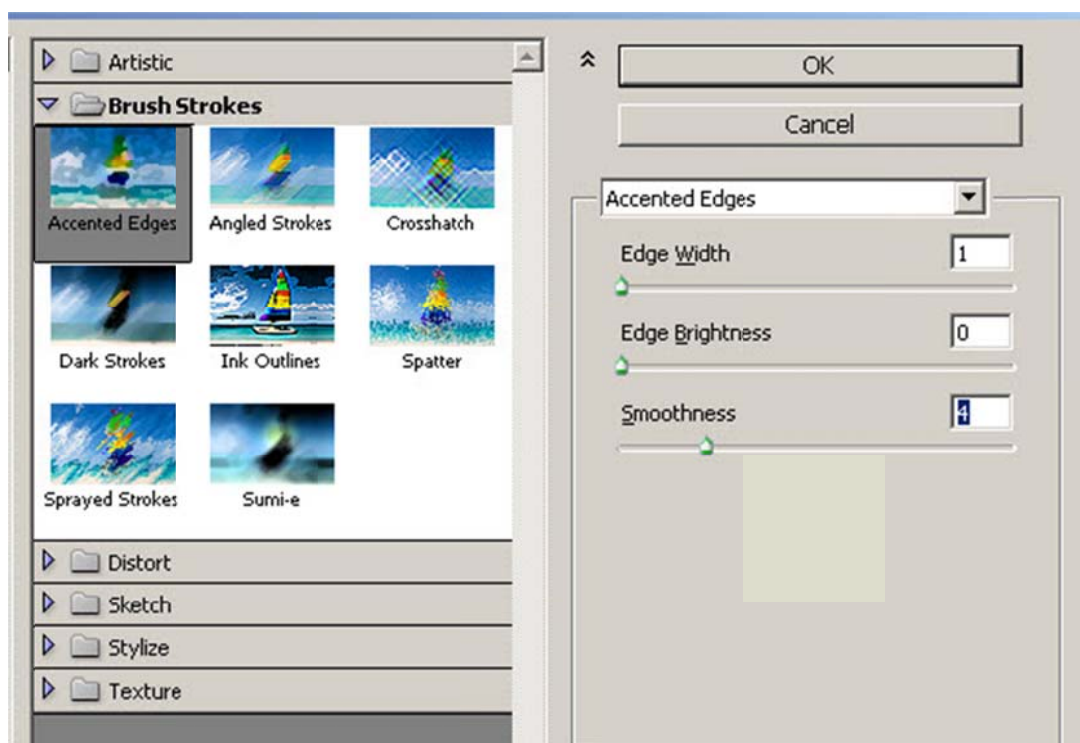 Artistic
Brush Strokes
Accented Edges
Angled Strokes
Crosshatch
Dark Strokes
Ink Outlines
Spatter
Sprayed Strokes
Sumi-e
Distort
Sketch
Stylize
Texture
OK
Cancel
Accented Edges
Edge Width 1
Edge Brightness 0
Smoothness 4